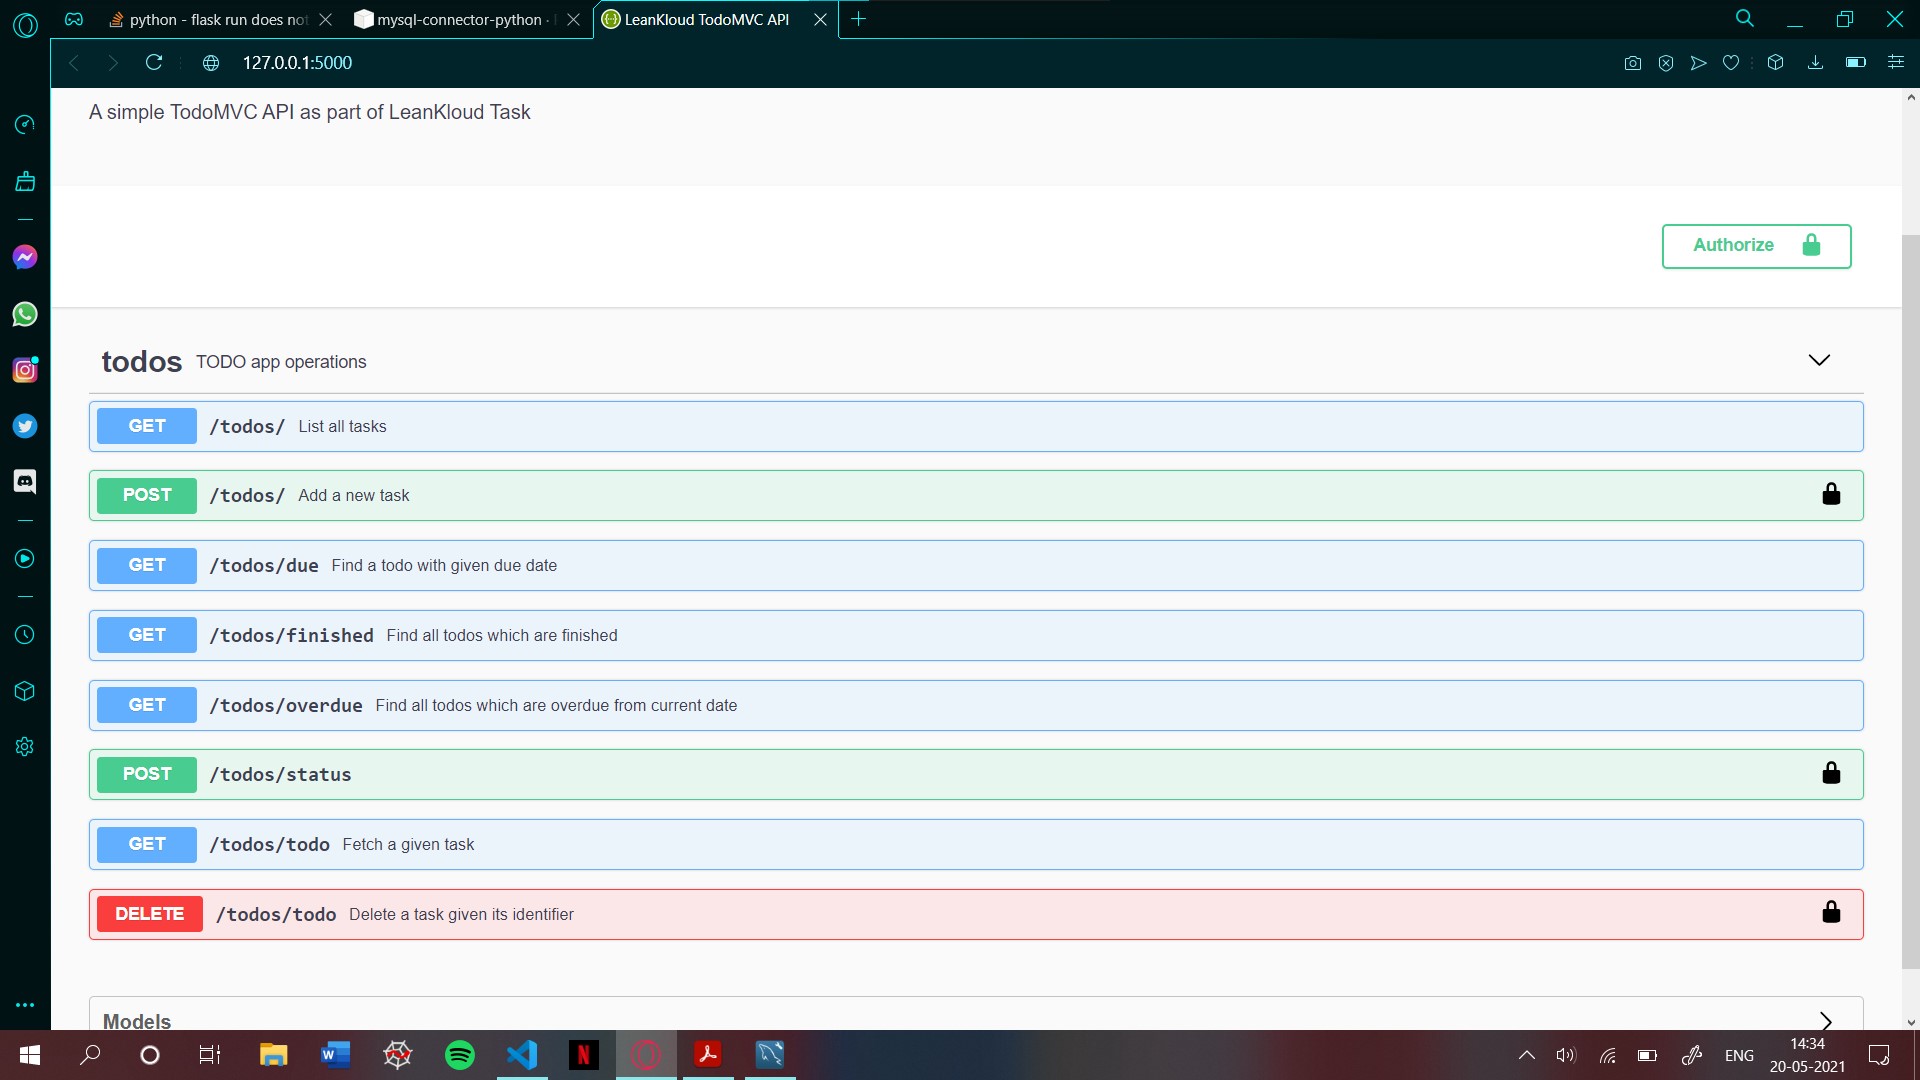 python - flask run does not
mysql-connector-python ·
LeanKloud TodoMVC API
127.0.0.1:5000
A simple TodoMVC API as part of LeanKloud Task
Authorize
todos TODO app operations
GET /todos/ List all tasks
POST /todos/ Add a new task
GET /todos/due Find a todo with given due date
GET /todos/finished Find all todos which are finished
GET /todos/overdue Find all todos which are overdue from current date
POST /todos/status
GET /todos/todo Fetch a given task
DELETE /todos/todo Delete a task given its identifier
Models
ENG
14:34
20-05-2021